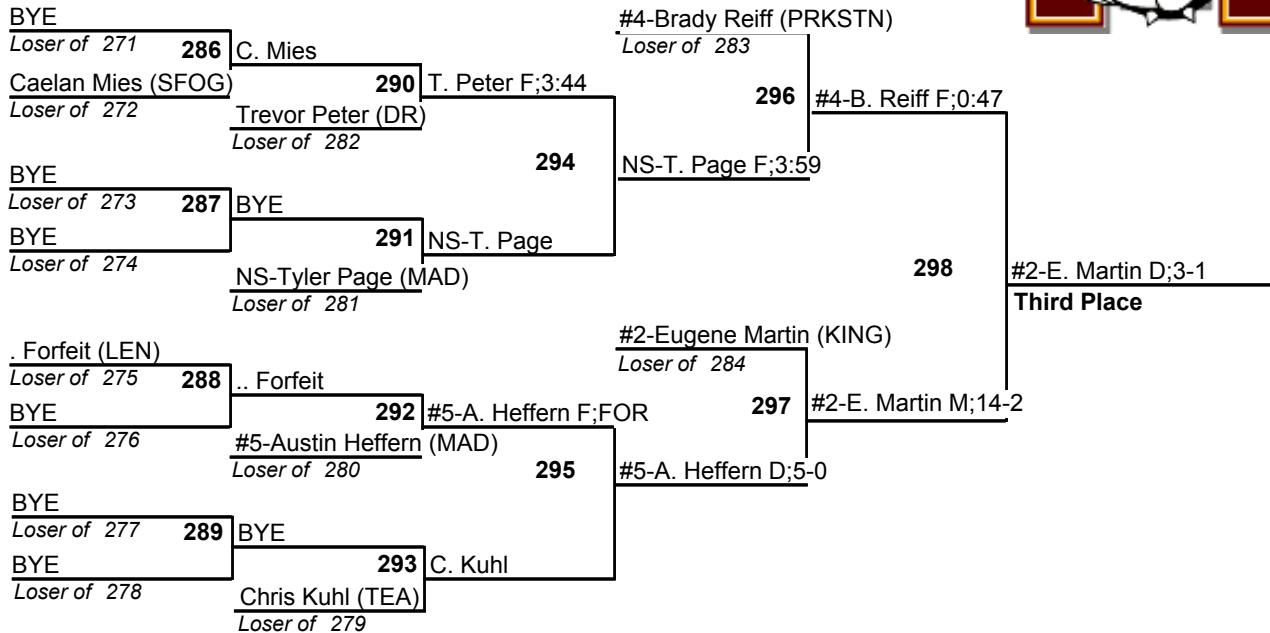 BYE
Loser of 271
286 C. Mies
Caelan Mies (SFOG)
Loser of 272
290 T. Peter F;3:44
Trevor Peter (DR)
Loser of 282
294
BYE
Loser of 273
287 BYE
BYE
Loser of 274
291 NS-T. Page
NS-Tyler Page (MAD)
Loser of 281
. Forfeit (LEN)
Loser of 275
288 .. Forfeit
BYE
Loser of 276
292 #5-A. Heffern F;FOR
#5-Austin Heffern (MAD)
Loser of 280
295
BYE
Loser of 277
289 BYE
BYE
Loser of 278
293 C. Kuhl
Chris Kuhl (TEA)
Loser of 279
#4-Brady Reiff (PRKSTN)
Loser of 283
296 #4-B. Reiff F;0:47
NS-T. Page F;3:59
298
#2-Eugene Martin (KING)
Loser of 284
297 #2-E. Martin M;14-2
#5-A. Heffern D;5-0
#2-E. Martin D;3-1
Third Place